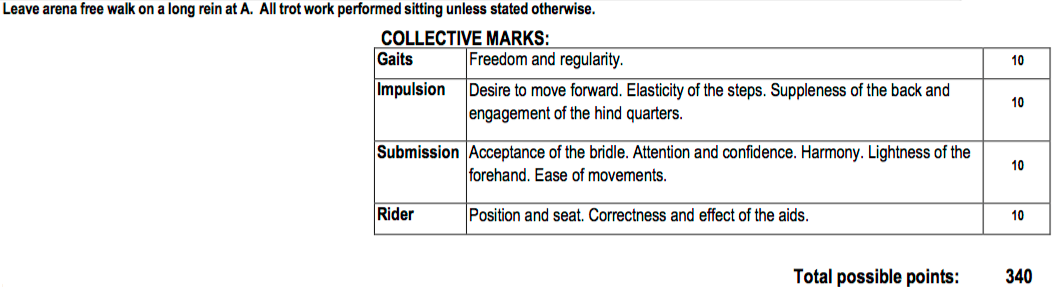 Leave arena free walk on a long rein at A.  All trot work performed sitting unless stated otherwise.
COLLECTIVE MARKS:
Gaits Freedom and regularity. 10
Impulsion Desire to move forward. Elasticity of the steps. Suppleness of the back and
engagement of the hind quarters. 10
Submission Acceptance of the bridle. Attention and confidence. Harmony. Lightness of the
forehand. Ease of movements. 10
Rider Position and seat. Correctness and effect of the aids. 10
Total possible points: 340